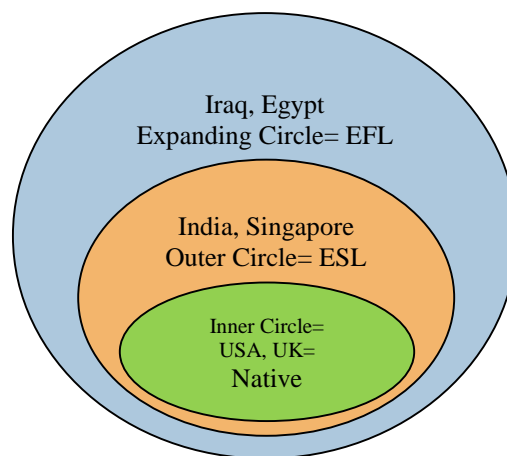 Iraq, Egypt
Expanding Circle= EFL
India, Singapore
Outer Circle= ESL
Inner Circle=
USA, UK=
Native